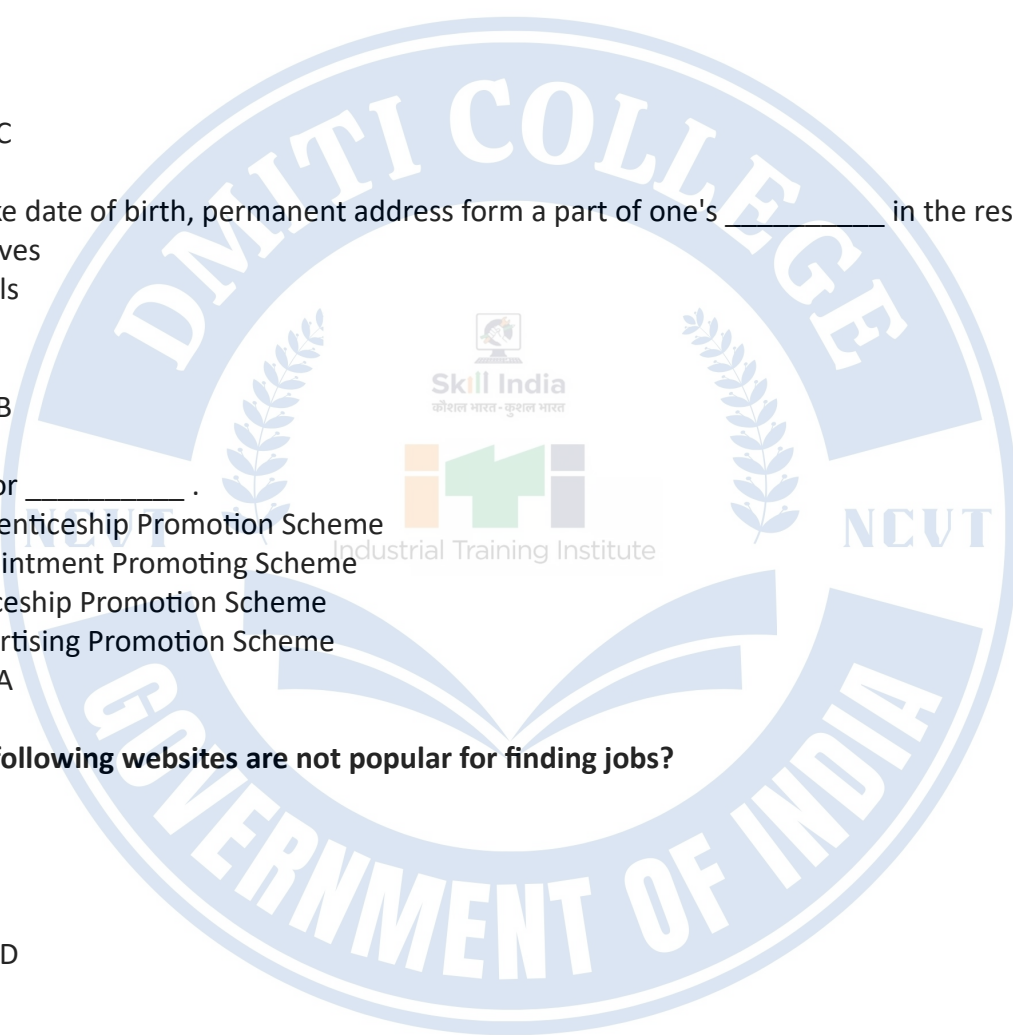 C
e date of birth, permanent address form a part of one's __________ in the res
ves
ls
B
or __________ .
enticeship Promotion Scheme
intment Promoting Scheme
ceship Promotion Scheme
rtising Promotion Scheme
A
following websites are not popular for finding jobs?
D
DMITI COLLEGE
Skill India
कौशल भारत-कुशल भारत
iti
Industrial Training Institute
NCVT
NCVT
GOVERNMENT OF INDIA